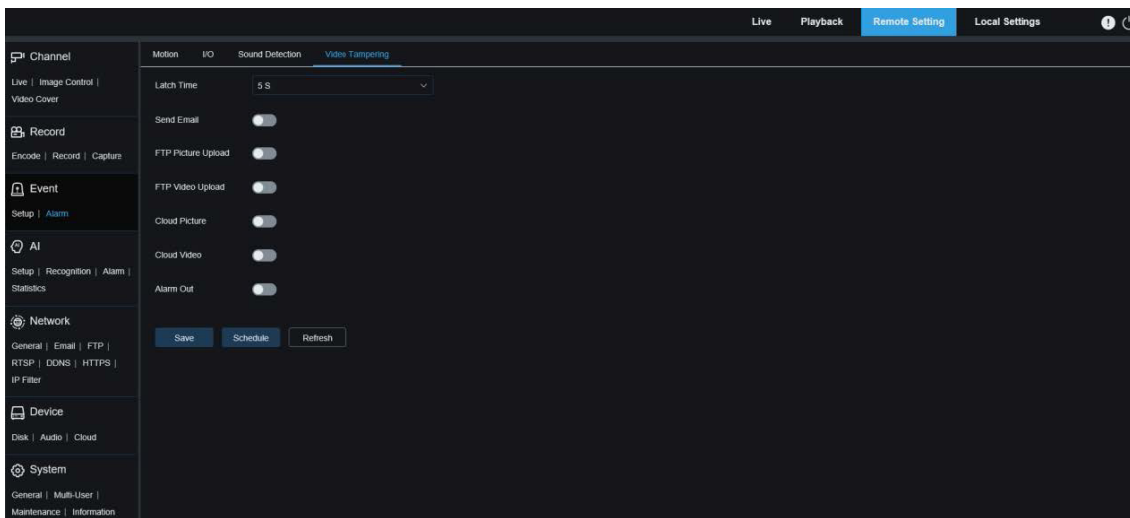 Live Playback Remote Setting Local Settings
Channel
Live | Image Control |
Video Cover
Record
Encode | Record | Capture
Event
Setup | Alarm
AI
Setup | Recognition | Alarm |
Statistics
Network
General | Email | FTP |
RTSP | DDNS | HTTPS |
IP Filter
Device
Disk | Audio | Cloud
System
General | Multi-User |
Maintenance | Information
Motion I/O Sound Detection Video Tampering
Latch Time 5 S
Send Email
FTP Picture Upload
FTP Video Upload
Cloud Picture
Cloud Video
Alarm Out
Save Schedule Refresh